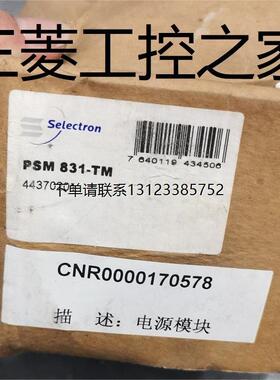 三菱工控之家
Selectron
7 640119 434506
PSM 831-TM
下单请联系13123385752
CNR0000170578
描 述: 电源模块